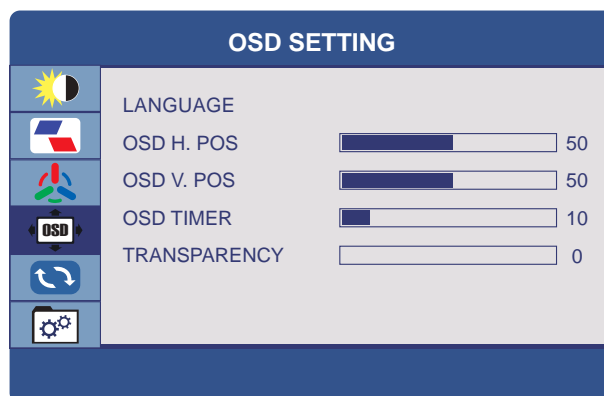 OSD SETTING
LANGUAGE
OSD H. POS 50
OSD V. POS 50
OSD
OSD TIMER 10
TRANSPARENCY 0